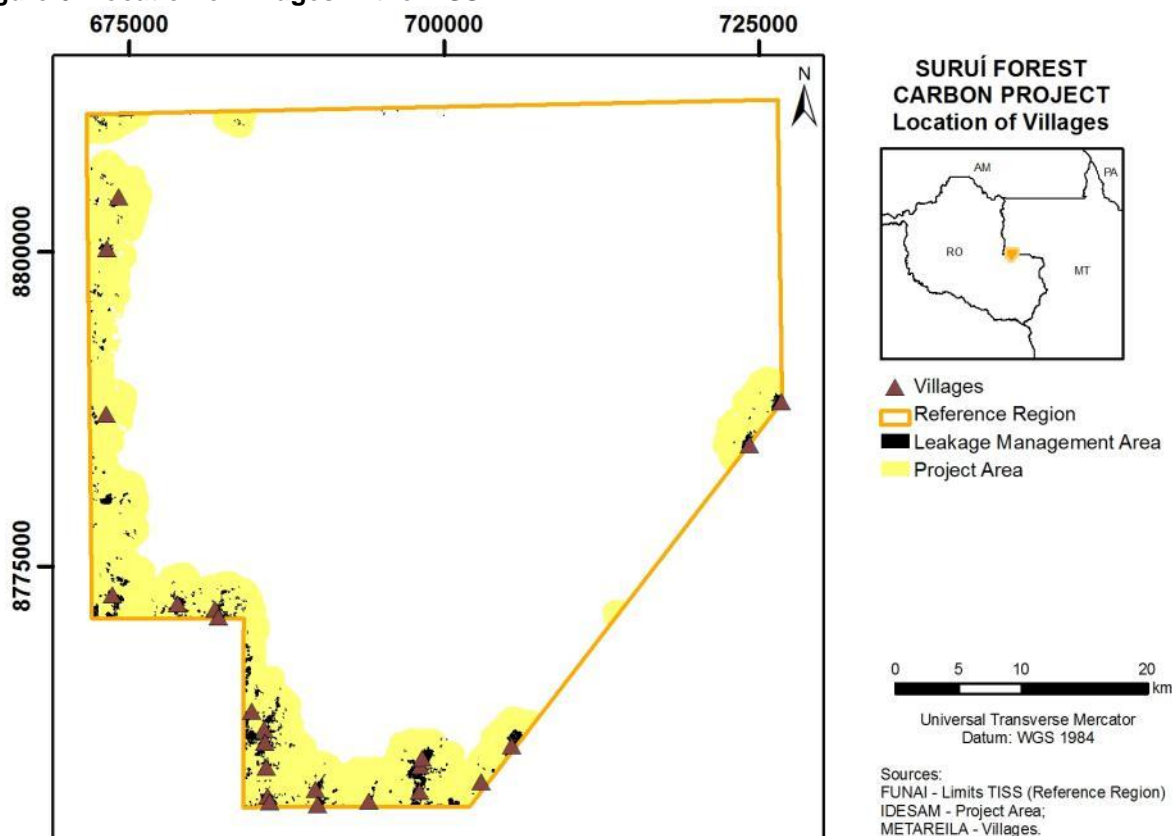 675000 700000 725000
8800000
8775000
N
SURUÍ FOREST
CARBON PROJECT
Location of Villages
AM
PA
RO
MT
Villages
Reference Region
Leakage Management Area
Project Area
0 5 10 20
km
Universal Transverse Mercator
Datum: WGS 1984
Sources:
FUNAI - Limits TISS (Reference Region)
IDESAM - Project Area;
METAREILA - Villages.